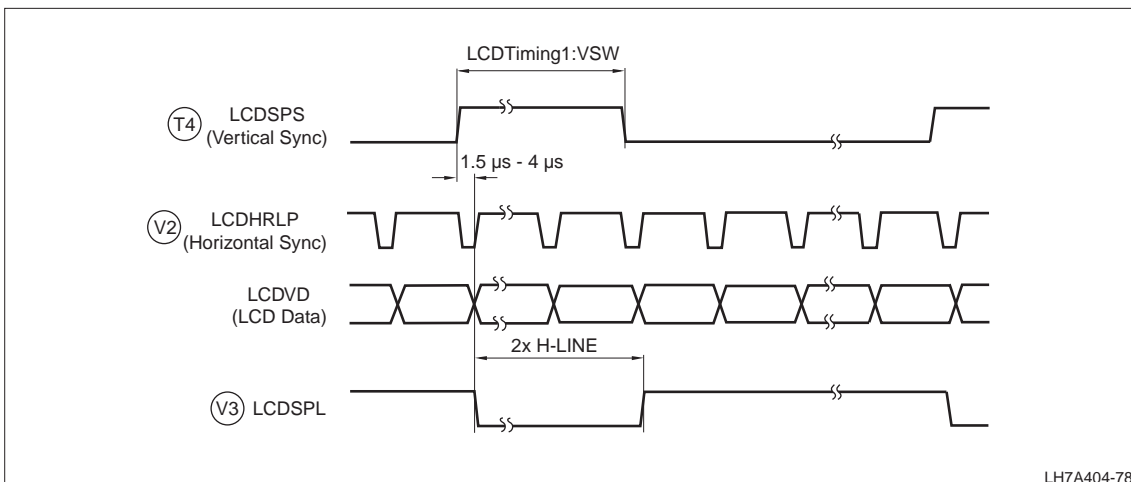 LCDTiming1:VSW
T4
LCDSPS
(Vertical Sync)
1.5 µs - 4 µs
V2
LCDHRLP
(Horizontal Sync)
LCDVD
(LCD Data)
2x H-LINE
V3
LCDSPL
LH7A404-78